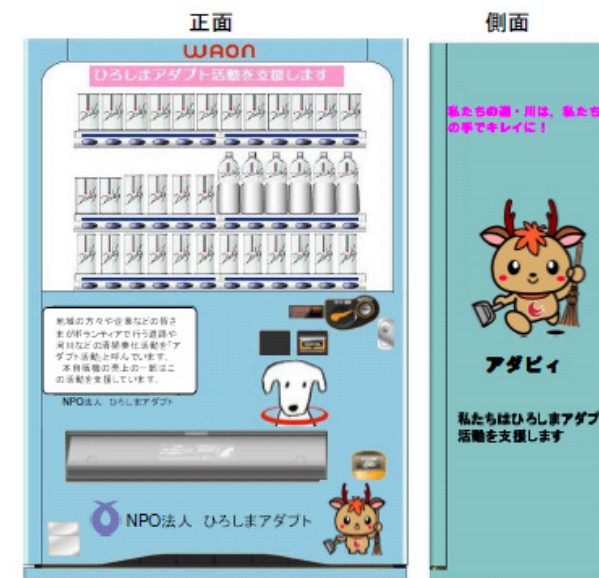 正面
側面
WAON
ひろしまアダプト活動を支援します
私たちの道・川は、私たち
の手でキレイに！
地域の方々や企業などの皆さ
まがボランティアで行う道路や
河川などの清掃奉仕活動を「ア
ダプト活動」と呼んでいます。
本自販機の売上の一部はこ
の活動を支援しています。
NPO法人 ひろしまアダプト
アダピィ
私たちはひろしまアダプ
活動を支援します
NPO法人 ひろしまアダプト